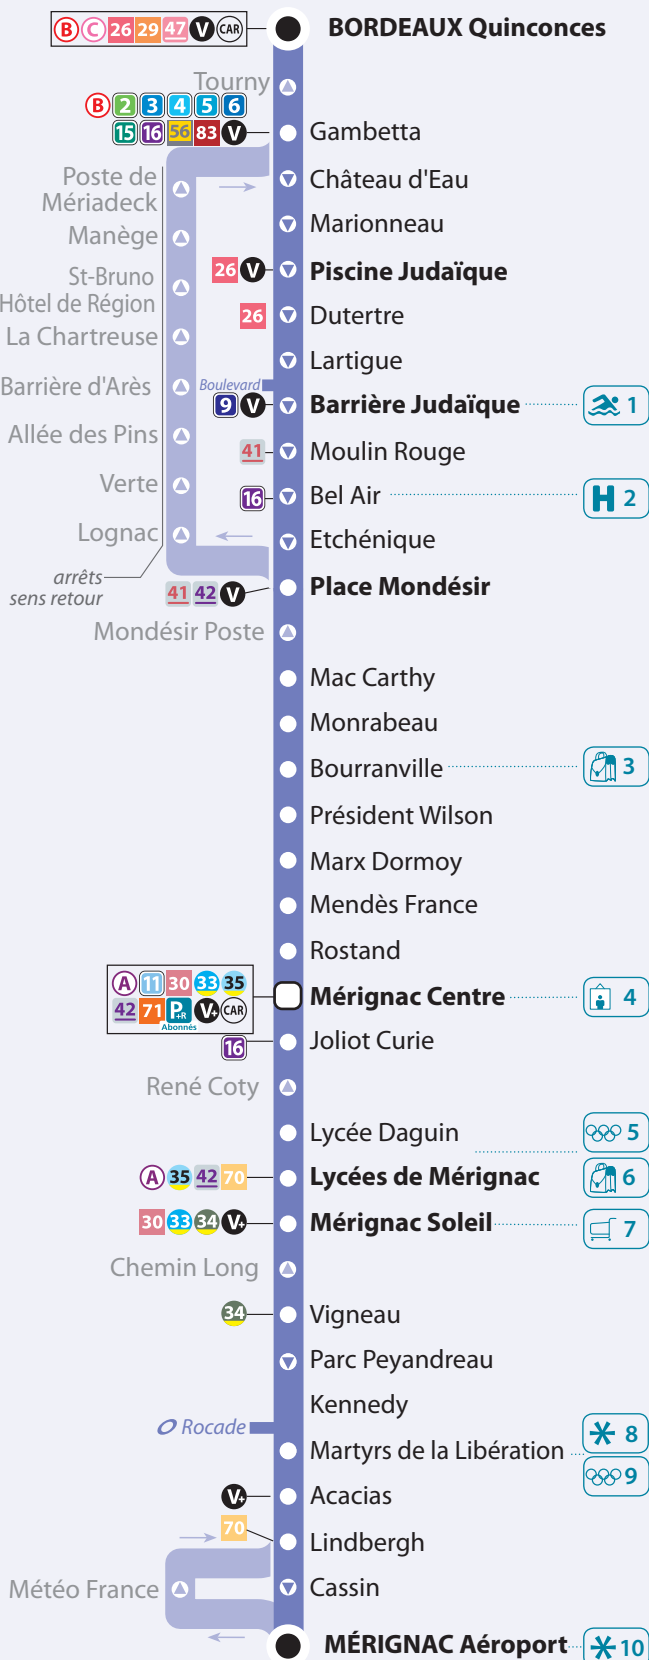 B C 26 29 47 V CAR BORDEAUX Quinconces
Tourny
B 2 3 4 5 6
15 16 56 83 V Gambetta
Poste de
Mériadeck
Château d'Eau
Manège
Marionneau
St-Bruno
Hôtel de Région
26 V Piscine Judaïque
26 Dutertre
La Chartreuse
Lartigue
Barrière d'Arès
Boulevard
9 V Barrière Judaïque 1
Allée des Pins
41 Moulin Rouge
Verte
16 Bel Air H 2
Lognac
Etchénique
arrêts
sens retour
41 42 V Place Mondésir
Mondésir Poste
Mac Carthy
Monrabeau
Bourranville 3
Président Wilson
Marx Dormoy
Mendès France
Rostand
A 11 30 33 35
42 71 P+R V+ CAR
Abonnés
Mérignac Centre 4
16 Joliot Curie
René Coty
Lycée Daguin 5
A 35 42 70 Lycées de Mérignac 6
30 33 34 V+ Mérignac Soleil 7
Chemin Long
34 Vigneau
Parc Peyandreau
Kennedy
Rocade
8
Martyrs de la Libération
9
V+ Acacias
70 Lindbergh
Météo France
Cassin
MÉRIGNAC Aéroport 10